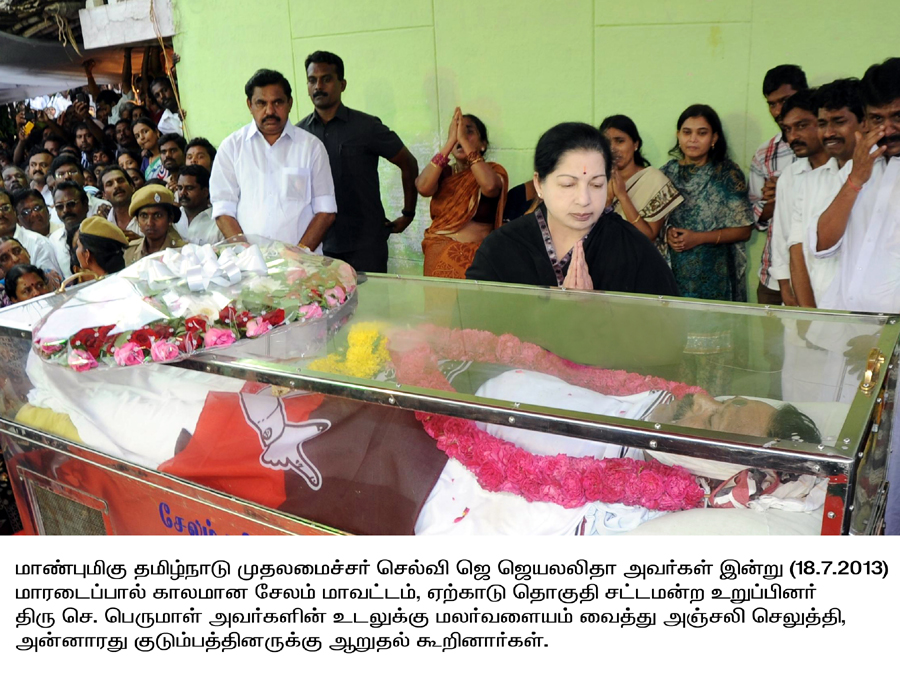 சேலம்
மாண்புமிகு தமிழ்நாடு முதலமைச்சர் செல்வி ஜெ ஜெயலலிதா அவர்கள் இன்று (18.7.2013)
மாரடைப்பால் காலமான சேலம் மாவட்டம், ஏற்காடு தொகுதி சட்டமன்ற உறுப்பினர்
திரு செ. பெருமாள் அவர்களின் உடலுக்கு மலர்வளையம் வைத்து அஞ்சலி செலுத்தி,
அன்னாரது குடும்பத்தினருக்கு ஆறுதல் கூறினார்கள்.